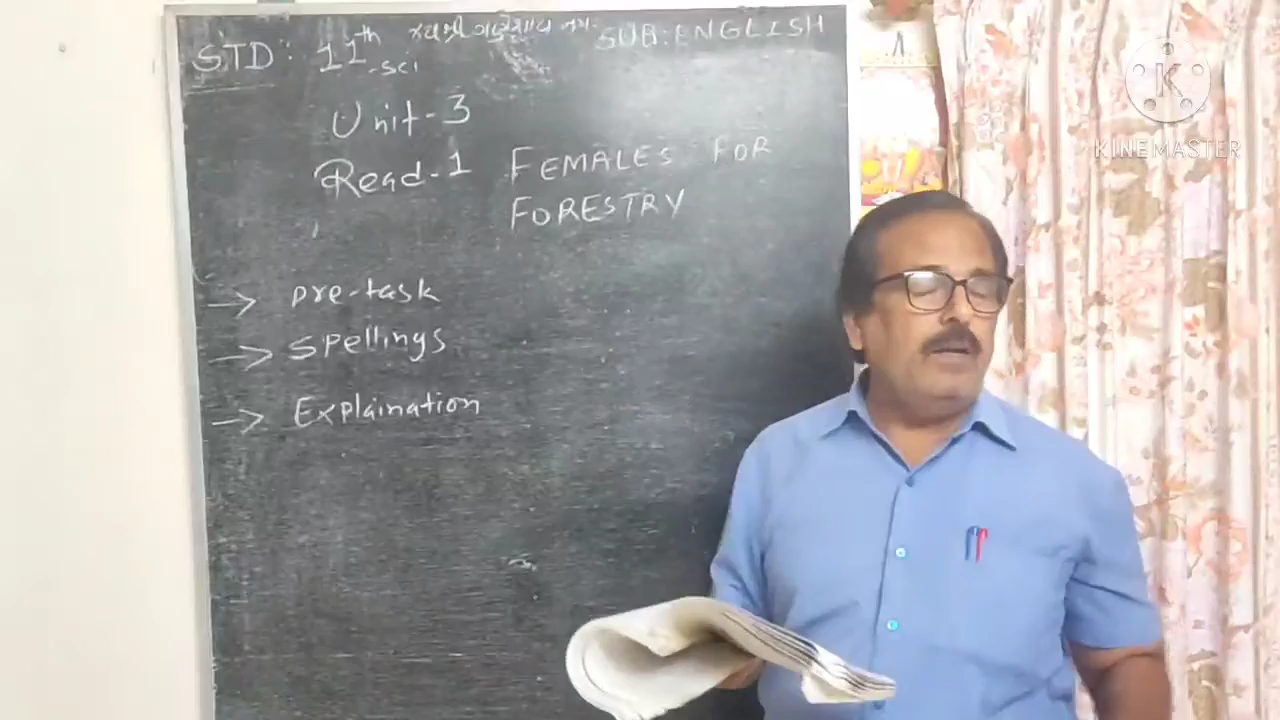 STD: 11th -sci
SUB: ENGLISH
Unit-3
Read-1 FEMALES FOR
FORESTRY
→ pre-task
→ spellings
→ Explaination
K
KINEMASTER